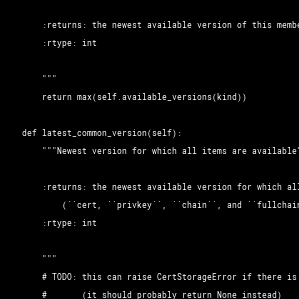 :returns: the newest available version of this membe
:rtype: int
"""
return max(self.available_versions(kind))
def latest_common_version(self):
"""Newest version for which all items are available?
:returns: the newest available version for which all
(``cert, ``privkey``, ``chain``, and ``fullchain
:rtype: int
"""
# TODO: this can raise CertStorageError if there is
# (it should probably return None instead)